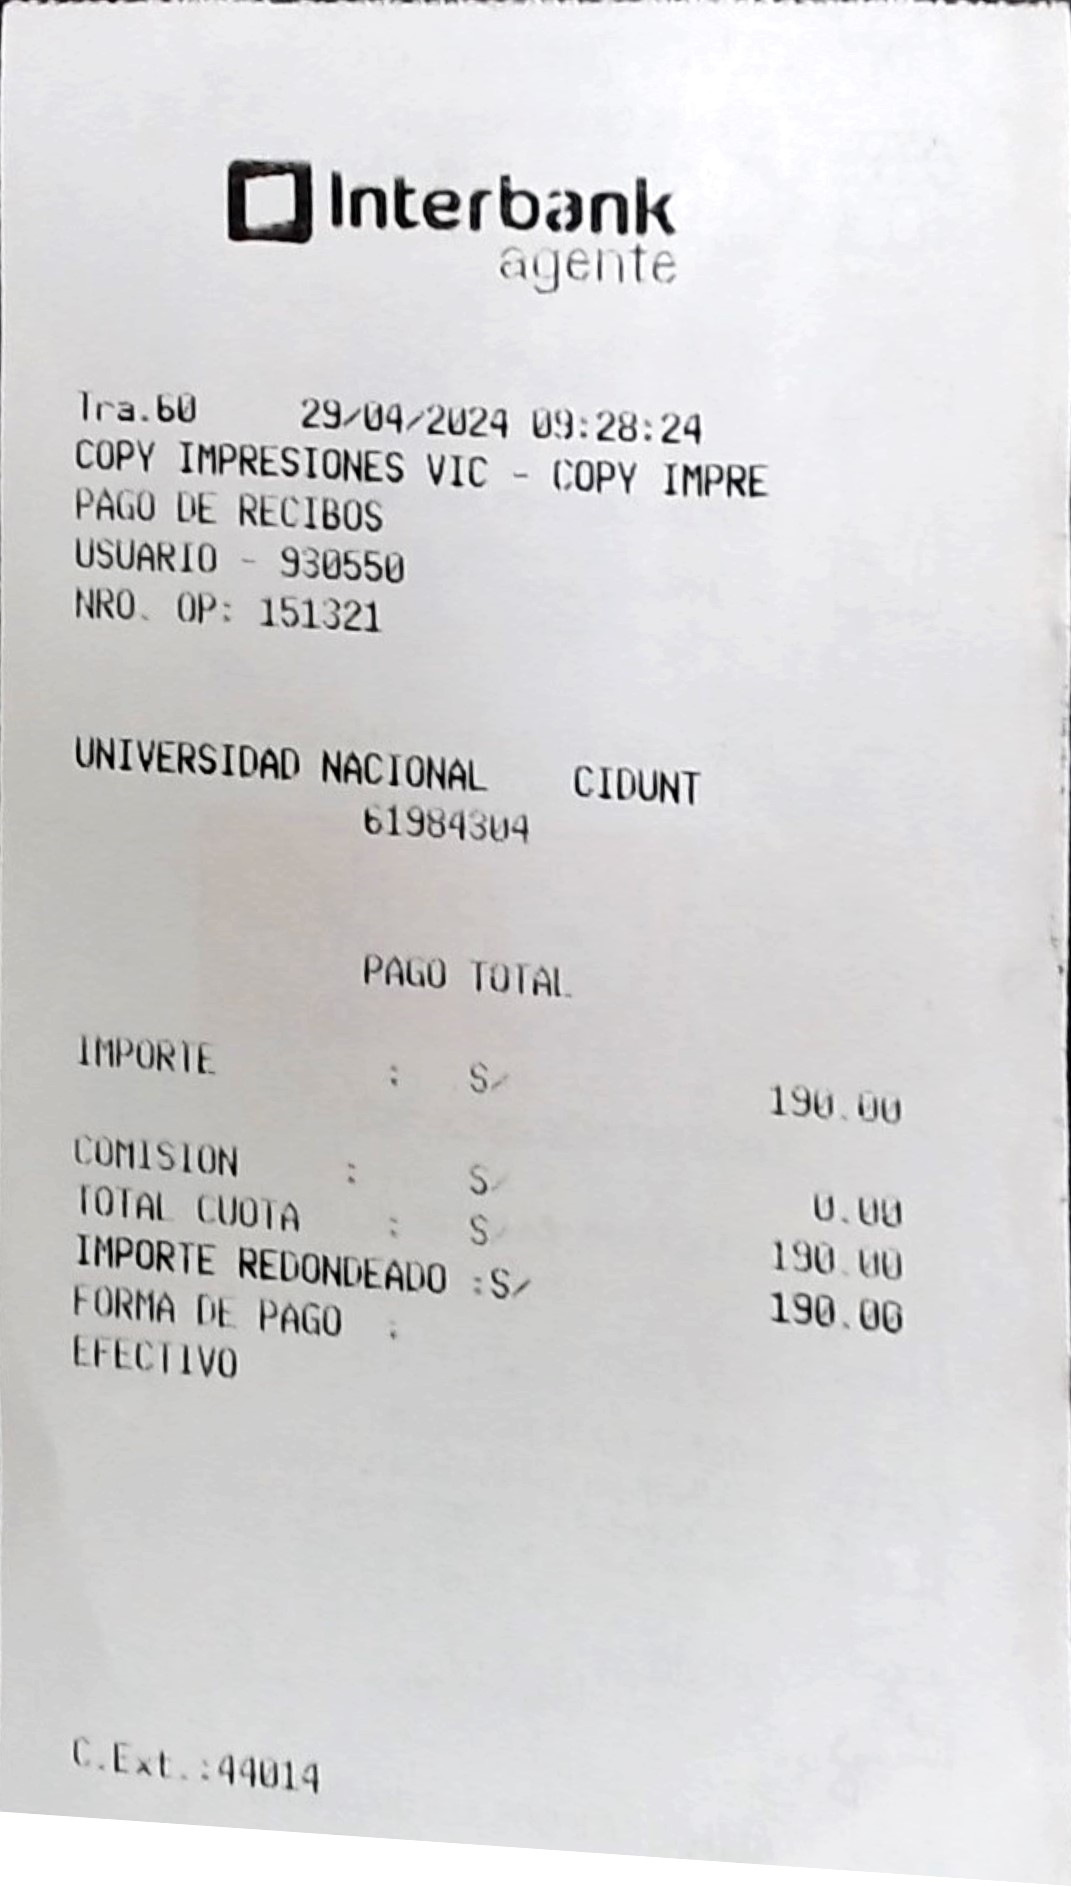 Interbank
agente
Tra.60 29/04/2024 09:28:24
COPY IMPRESIONES VIC - COPY IMPRE
PAGO DE RECIBOS
USUARIO - 930550
NRO. OP: 151321
UNIVERSIDAD NACIONAL CIDUNT
61984304
PAGO TOTAL
IMPORTE : S/ 190.00
COMISION : S/ 0.00
TOTAL CUOTA : S/ 190.00
IMPORTE REDONDEADO :S/ 190.00
FORMA DE PAGO :
EFECTIVO
C.Ext.:44014